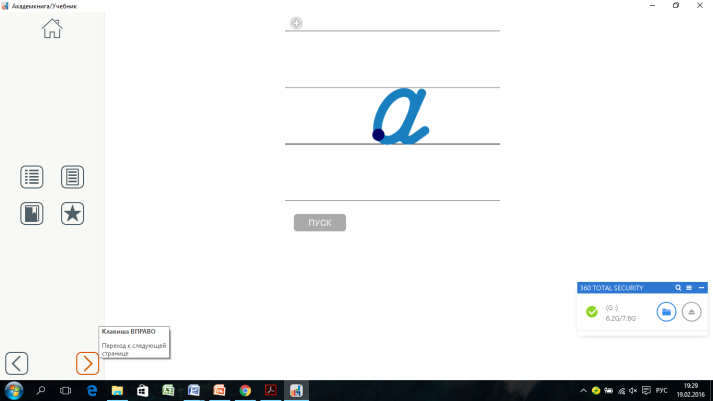 Академкнига/Учебник
а
ПУСК
360 TOTAL SECURITY
(G :)
6.2G/7.6G
Клавиша ВПРАВО
Переход к следующей
странице
РУС
19:29
19.02.2016